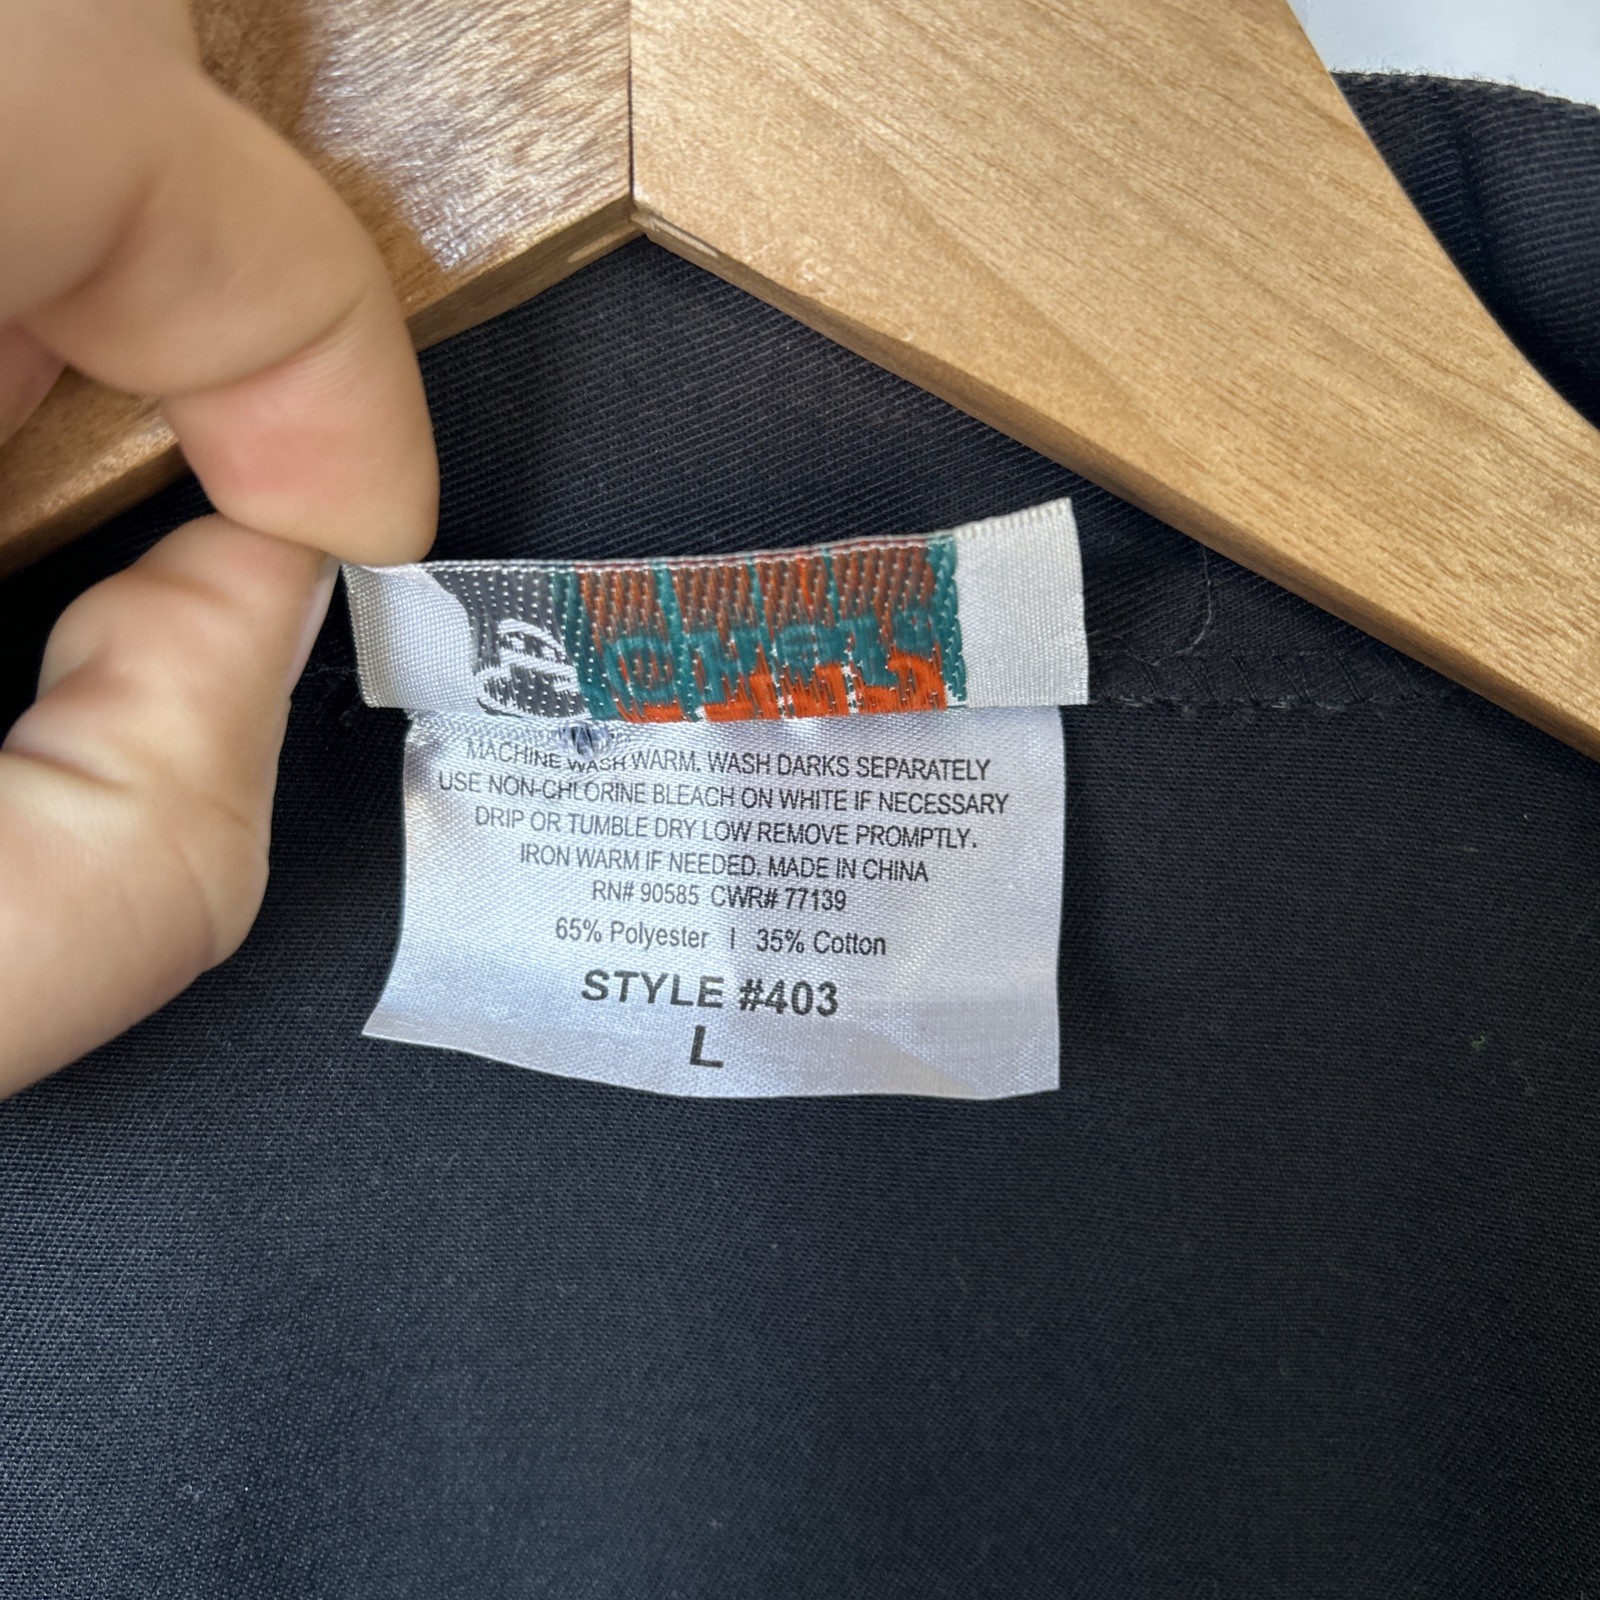 MACHINE WASH WARM. WASH DARKS SEPARATELY
USE NON-CHLORINE BLEACH ON WHITE IF NECESSARY
DRIP OR TUMBLE DRY LOW REMOVE PROMPTLY.
IRON WARM IF NEEDED. MADE IN CHINA
RN# 90585 CWR# 77139
65% Polyester | 35% Cotton
STYLE #403
L